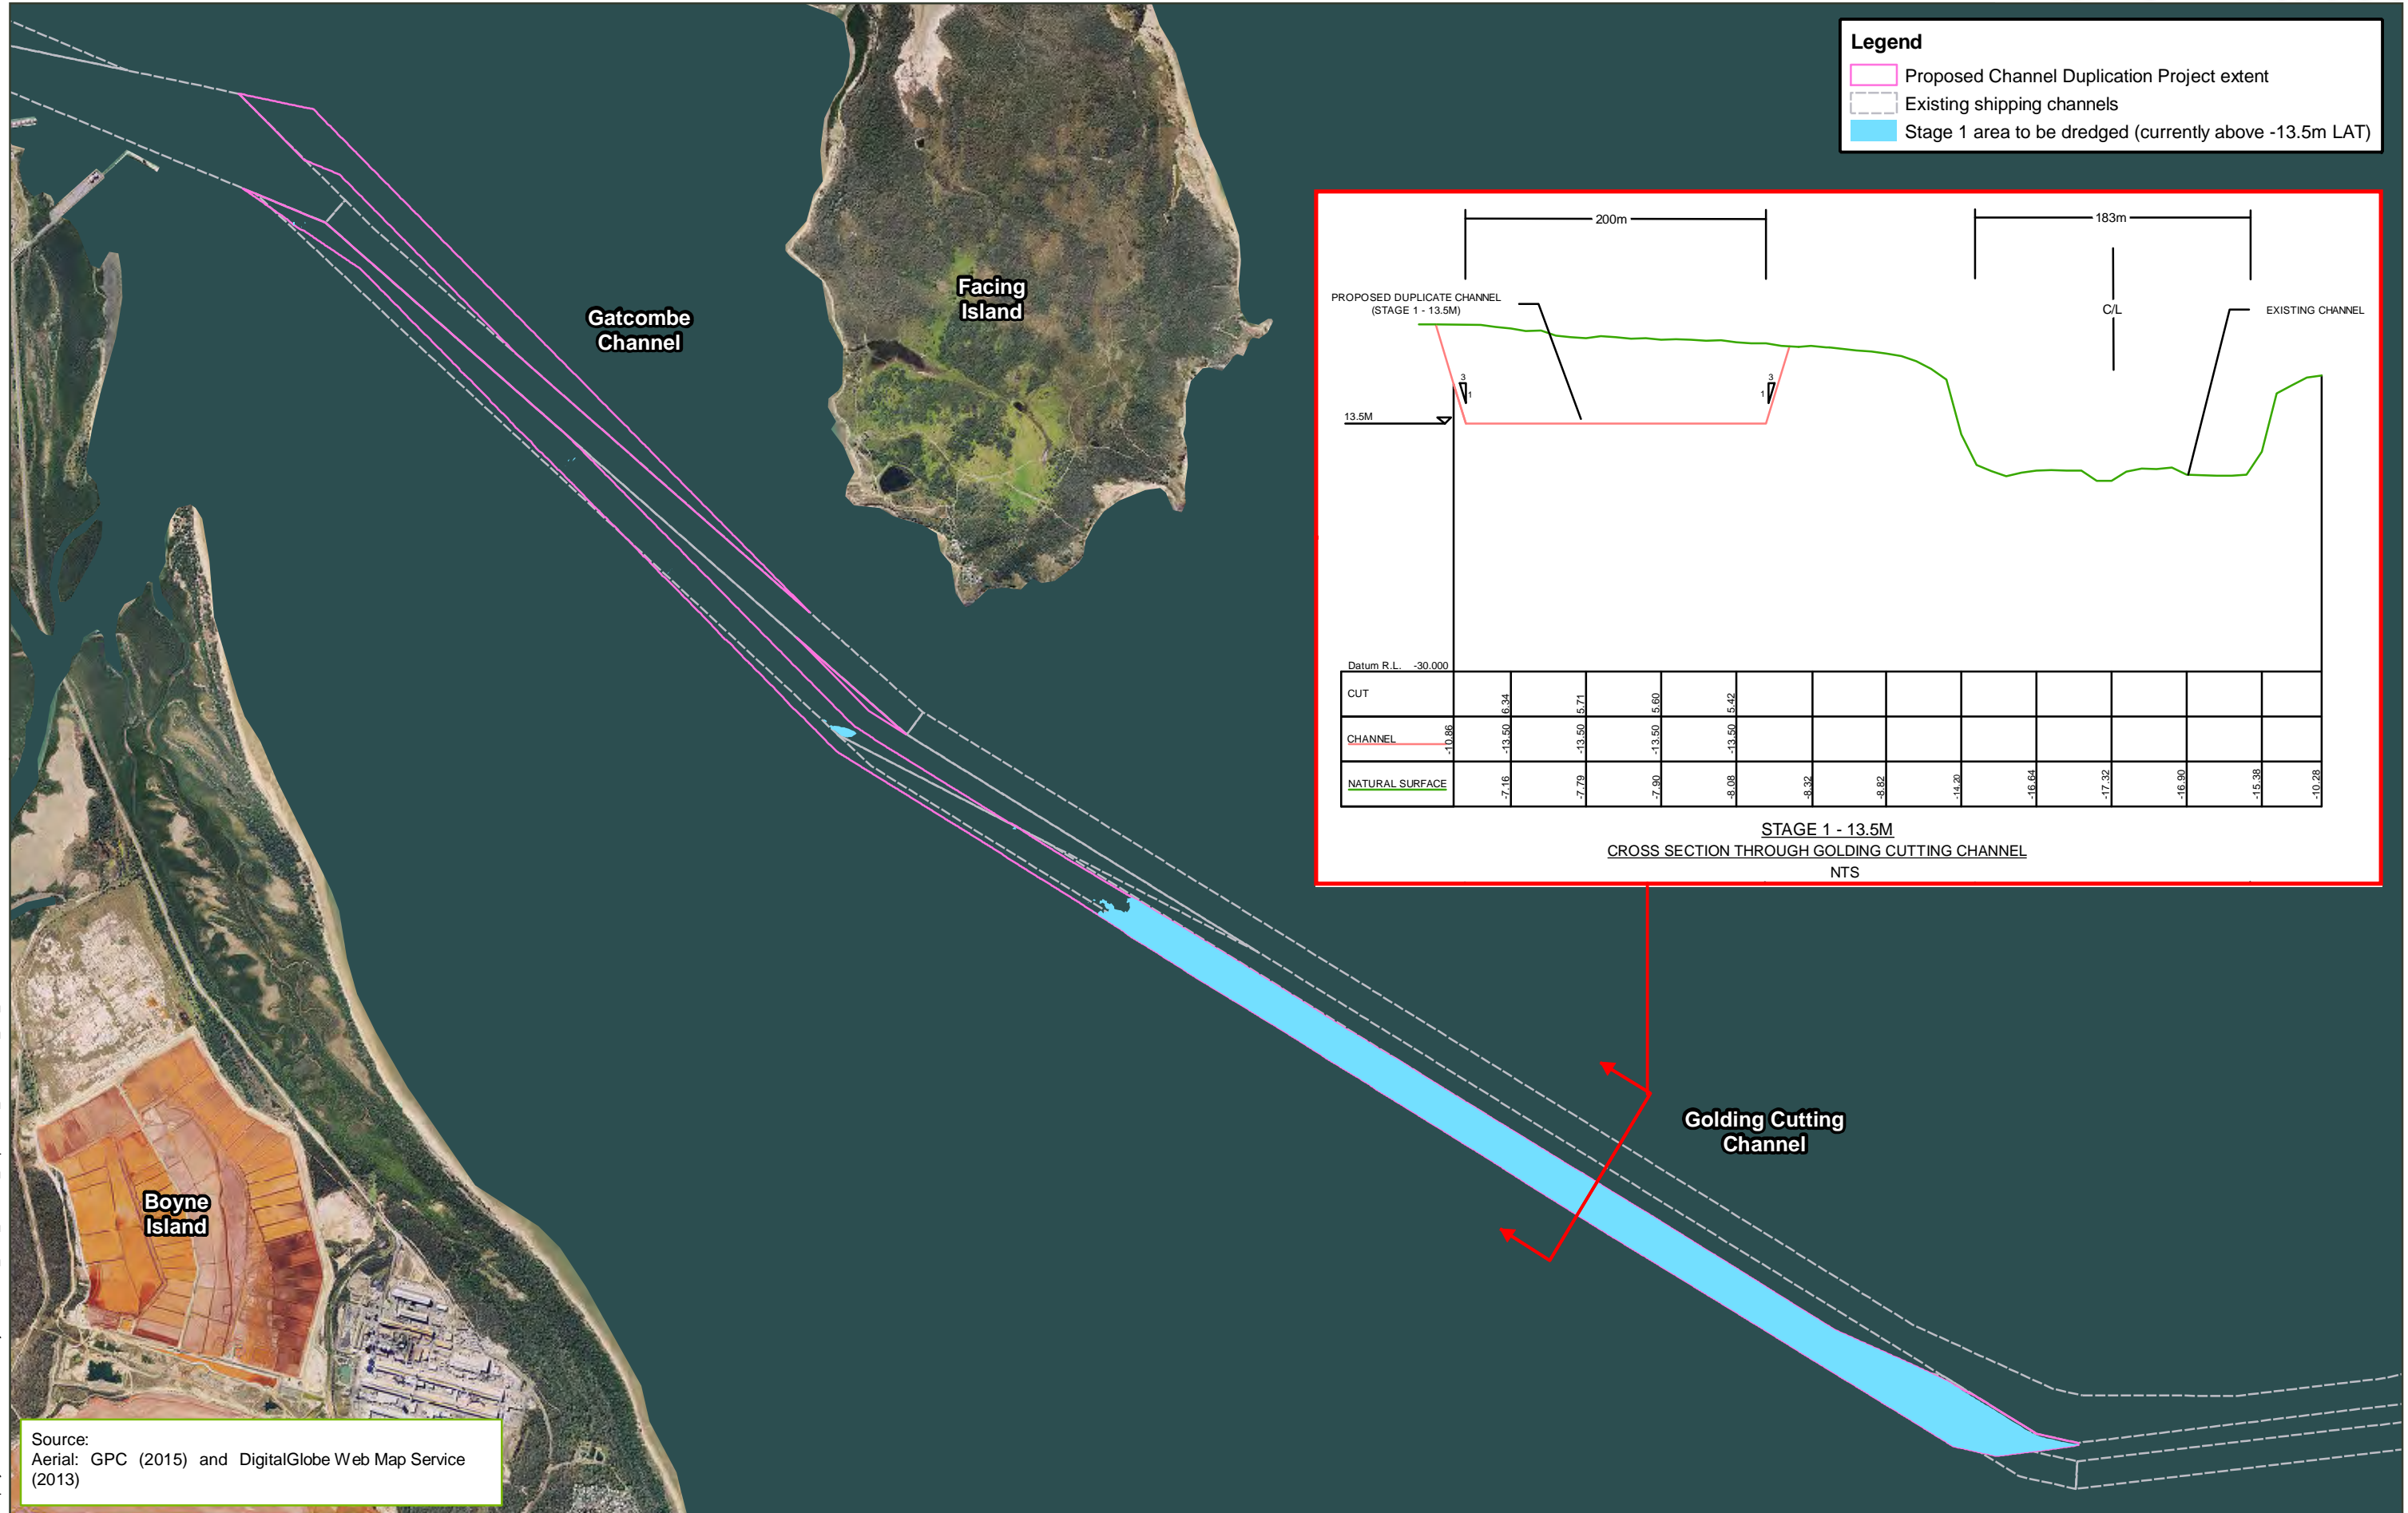 Legend
Proposed Channel Duplication Project extent
Existing shipping channels
Stage 1 area to be dredged (currently above -13.5m LAT)
200m
183m
PROPOSED DUPLICATE CHANNEL
(STAGE 1 - 13.5M)
C/L
EXISTING CHANNEL
3
1
3
1
13.5M
Datum R.L. -30.000
CUT 6.34 5.71 5.60 5.42
CHANNEL -10.86 -13.50 -13.50 -13.50 -13.50
NATURAL SURFACE -7.16 -7.79 -7.90 -8.08 -8.32 -8.82 -14.20 -16.64 -17.32 -16.90 -15.38 -10.28
STAGE 1 - 13.5M
CROSS SECTION THROUGH GOLDING CUTTING CHANNEL
NTS
Facing
Island
Gatcombe
Channel
Golding Cutting
Channel
Boyne
Island
Source:
Aerial: GPC (2015) and DigitalGlobe Web Map Service
(2013)